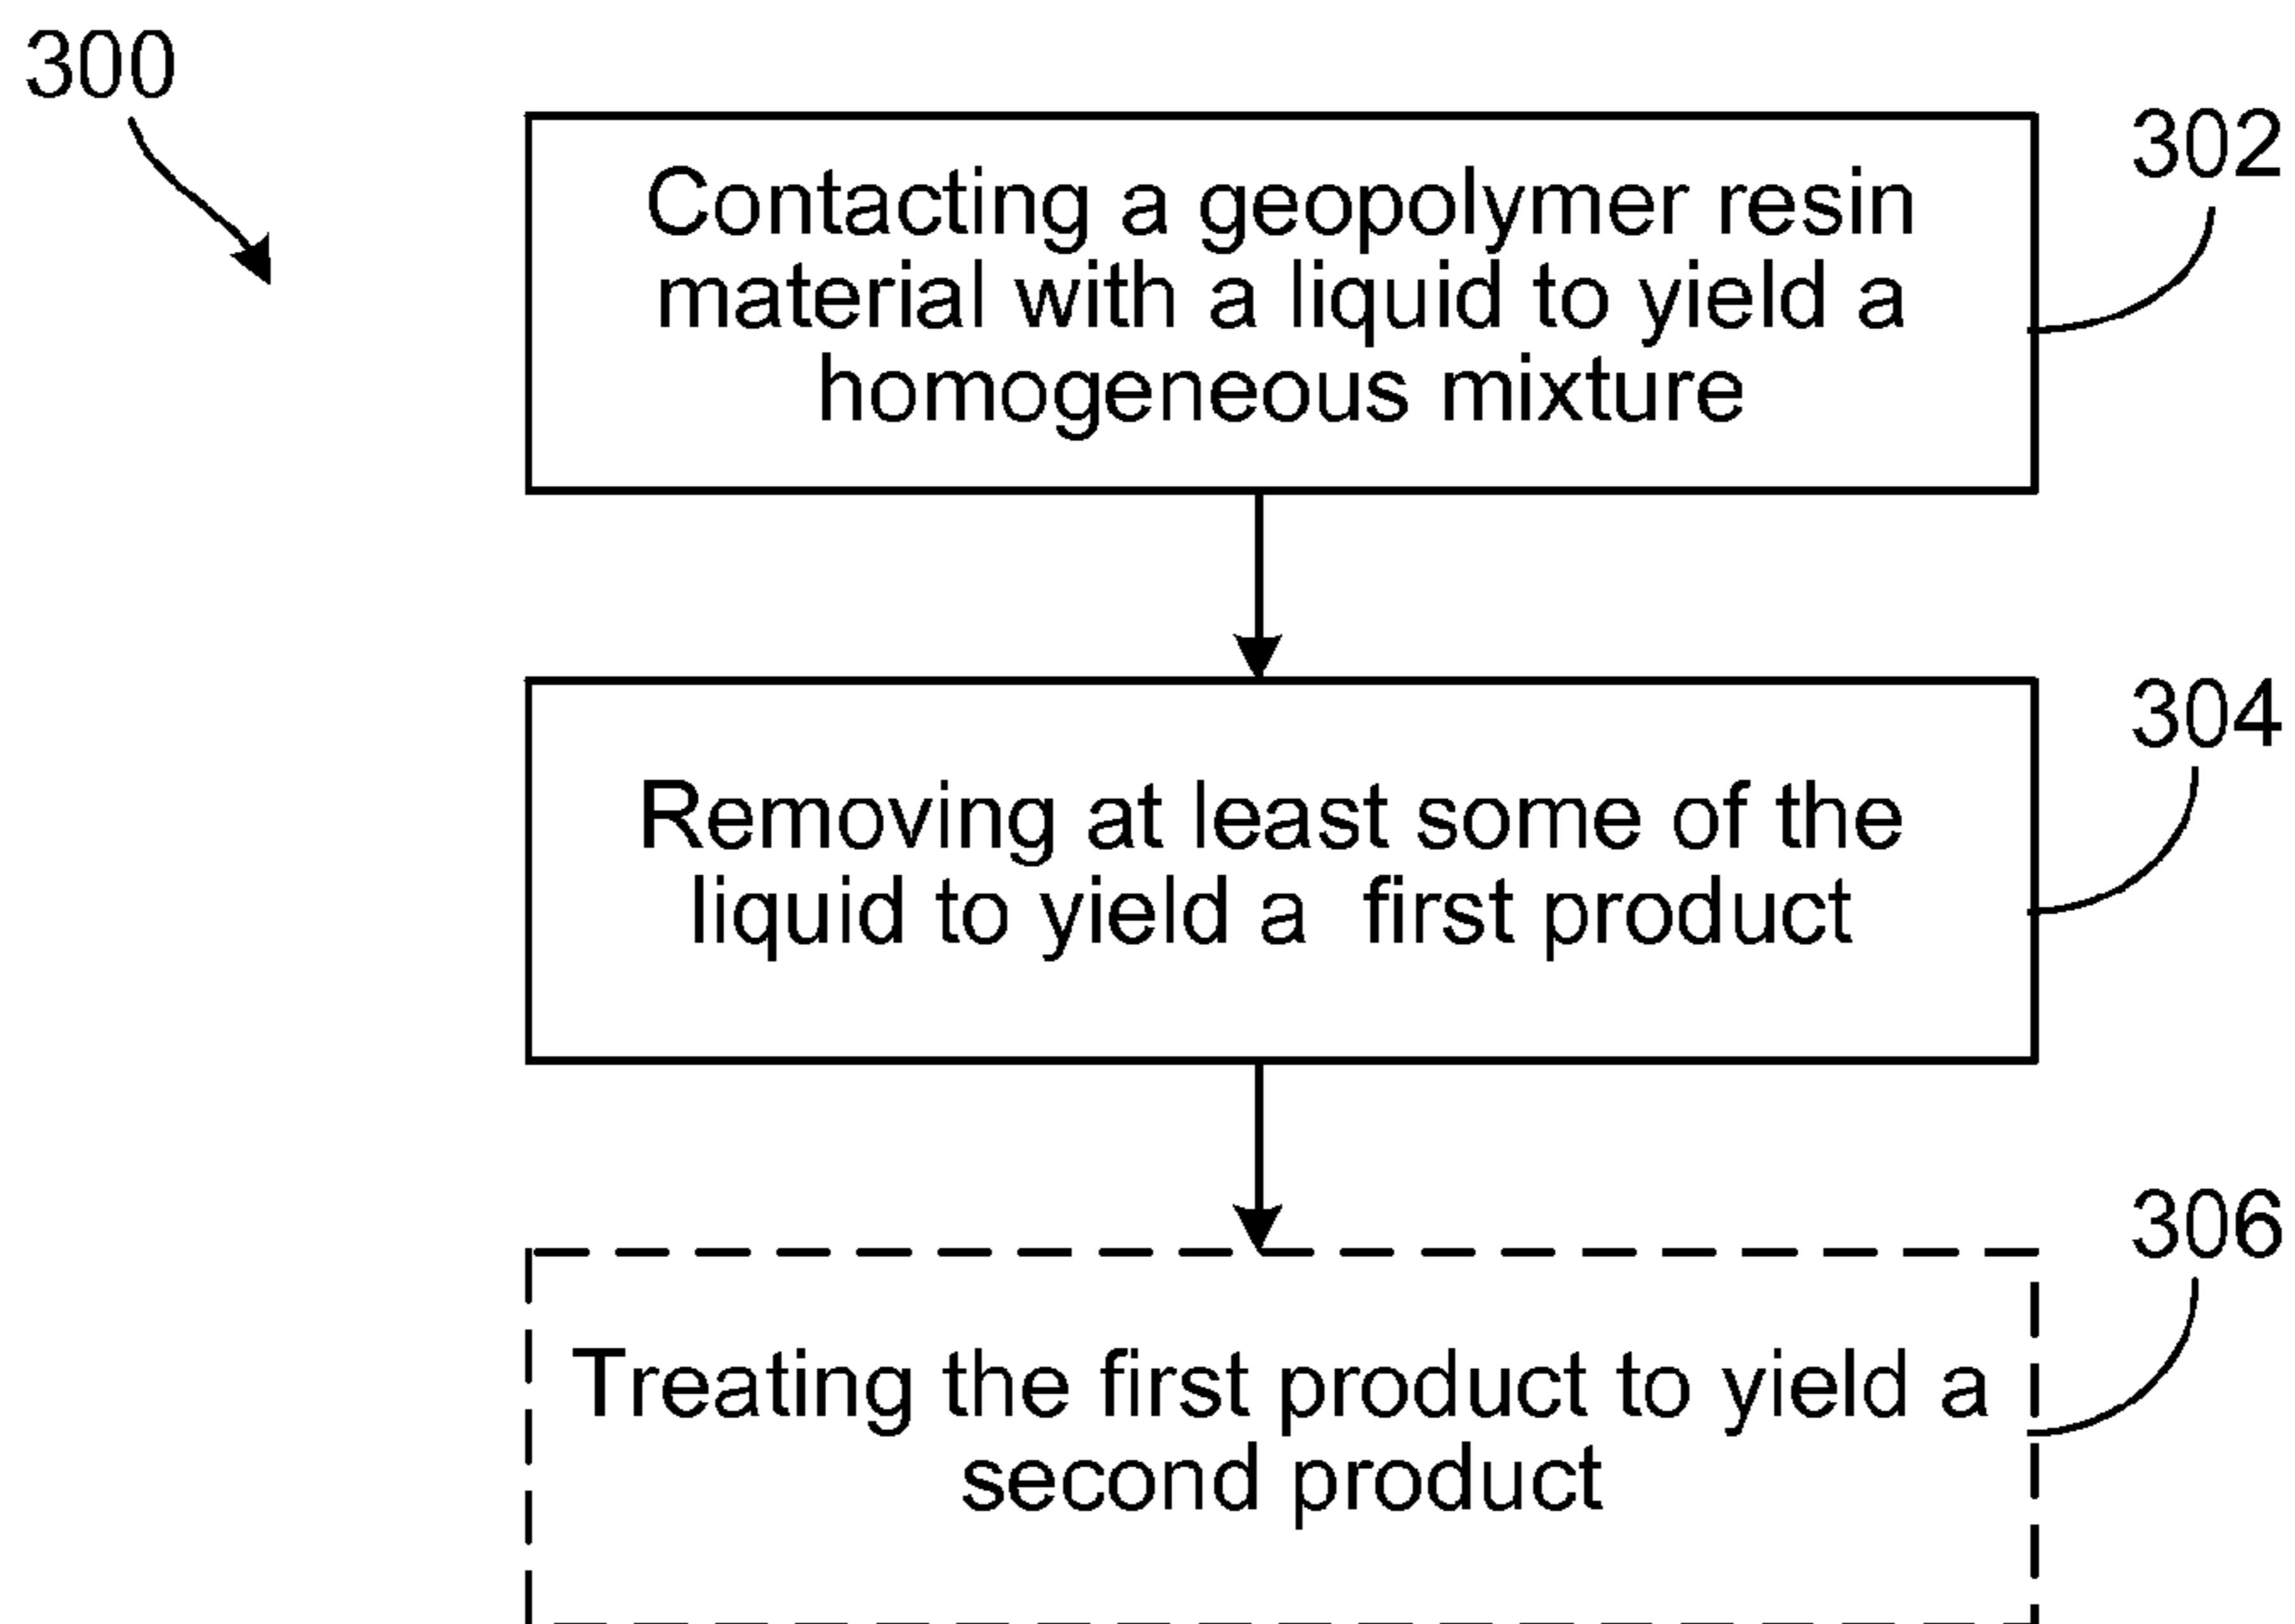 300
302
Contacting a geopolymer resin
material with a liquid to yield a
homogeneous mixture
304
Removing at least some of the
liquid to yield a first product
306
Treating the first product to yield a
second product